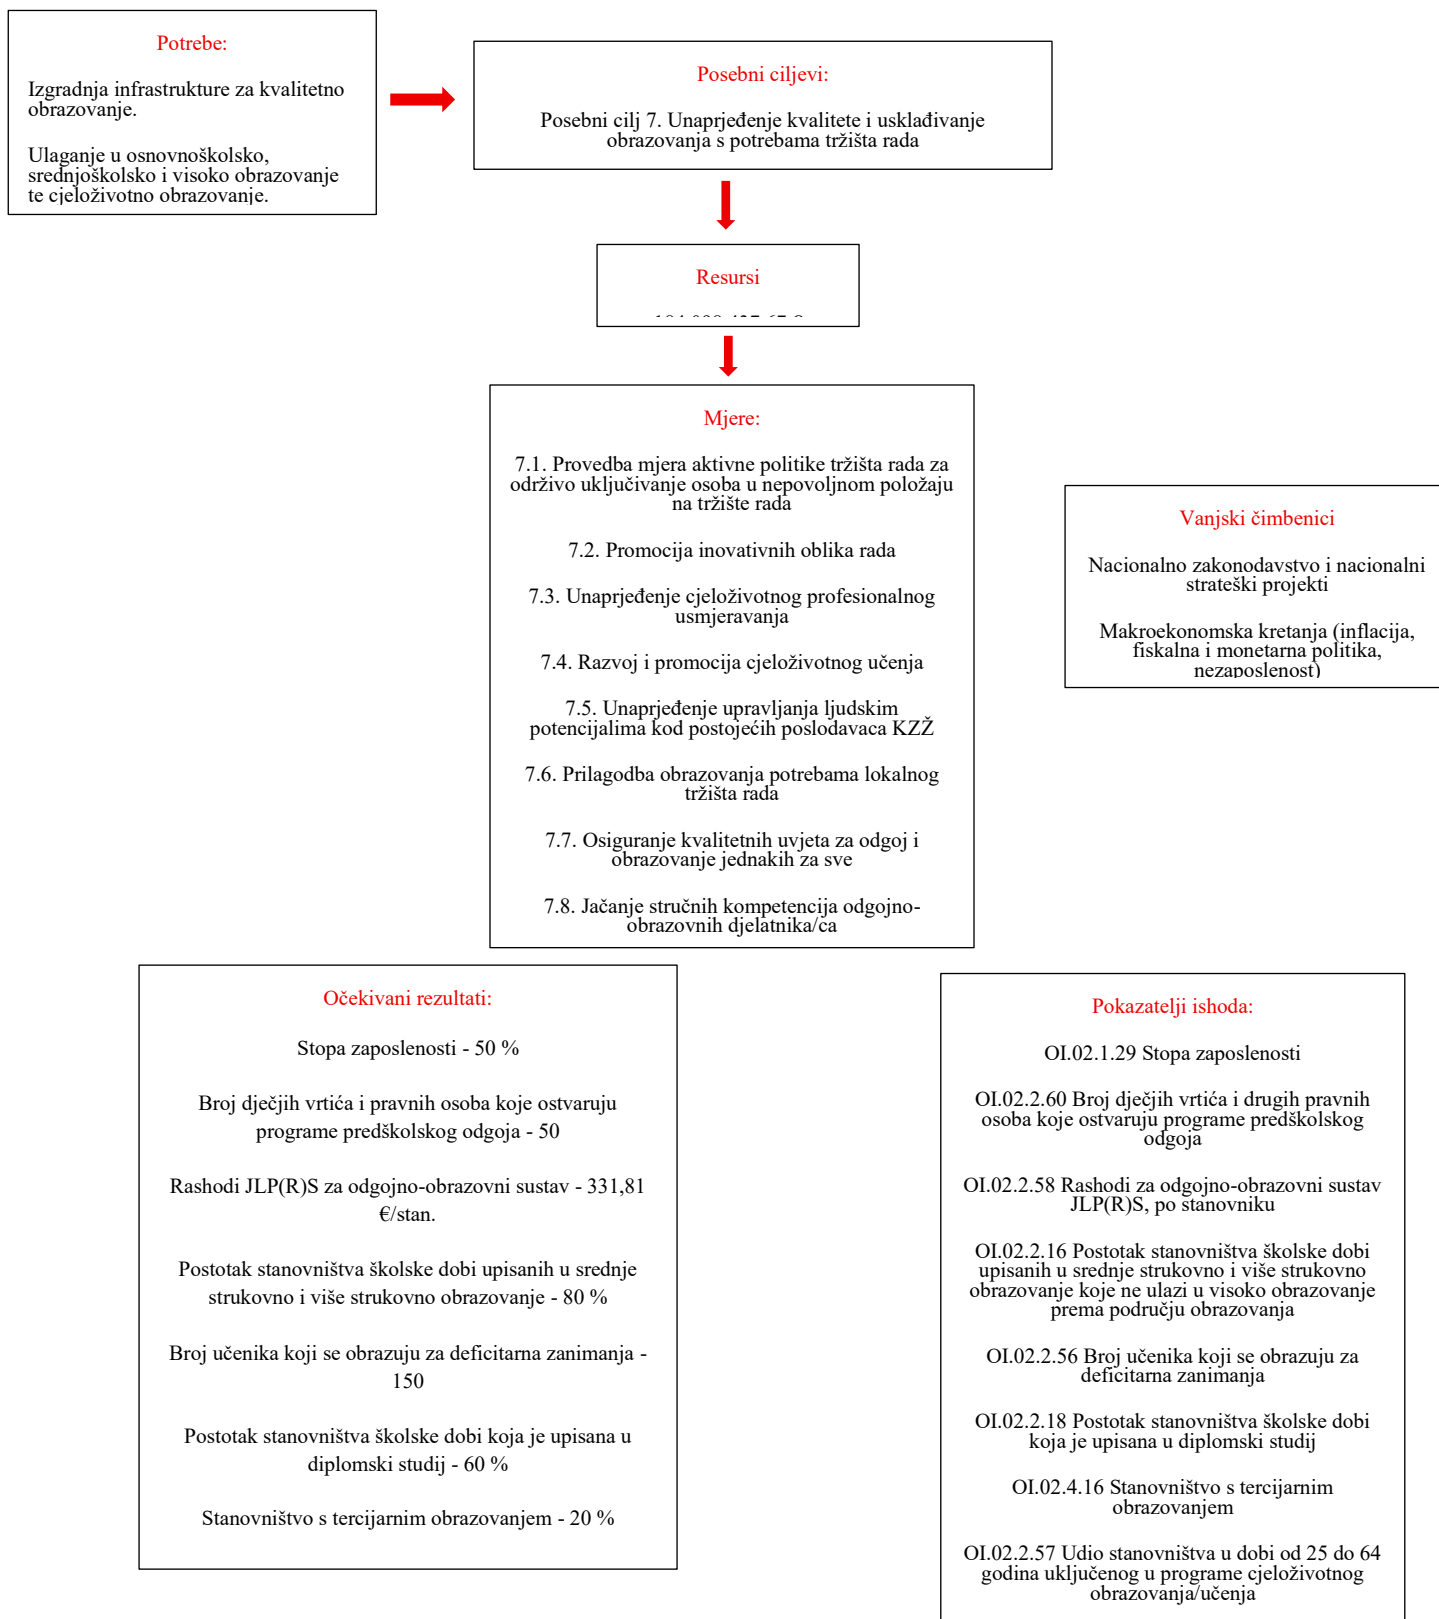 Potrebe:
Izgradnja infrastrukture za kvalitetno
obrazovanje.
Ulaganje u osnovnoškolsko,
srednjoškolsko i visoko obrazovanje
te cjeloživotno obrazovanje.
Posebni ciljevi:
Posebni cilj 7. Unaprjeđenje kvalitete i usklađivanje
obrazovanja s potrebama tržišta rada
Resursi
Mjere:
7.1. Provedba mjera aktivne politike tržišta rada za
održivo uključivanje osoba u nepovoljnom položaju
na tržište rada
7.2. Promocija inovativnih oblika rada
7.3. Unaprjeđenje cjeloživotnog profesionalnog
usmjeravanja
7.4. Razvoj i promocija cjeloživotnog učenja
7.5. Unaprjeđenje upravljanja ljudskim
potencijalima kod postojećih poslodavaca KZŽ
7.6. Prilagodba obrazovanja potrebama lokalnog
tržišta rada
7.7. Osiguranje kvalitetnih uvjeta za odgoj i
obrazovanje jednakih za sve
7.8. Jačanje stručnih kompetencija odgojno-
obrazovnih djelatnika/ca
Vanjski čimbenici
Nacionalno zakonodavstvo i nacionalni
strateški projekti
Makroekonomska kretanja (inflacija,
fiskalna i monetarna politika,
nezaposlenost)
Očekivani rezultati:
Stopa zaposlenosti - 50 %
Broj dječjih vrtića i pravnih osoba koje ostvaruju
programe predškolskog odgoja - 50
Rashodi JLP(R)S za odgojno-obrazovni sustav - 331,81
€/stan.
Postotak stanovništva školske dobi upisanih u srednje
strukovno i više strukovno obrazovanje - 80 %
Broj učenika koji se obrazuju za deficitarna zanimanja -
150
Postotak stanovništva školske dobi koja je upisana u
diplomski studij - 60 %
Stanovništvo s tercijarnim obrazovanjem - 20 %
Pokazatelji ishoda:
OI.02.1.29 Stopa zaposlenosti
OI.02.2.60 Broj dječjih vrtića i drugih pravnih
osoba koje ostvaruju programe predškolskog
odgoja
OI.02.2.58 Rashodi za odgojno-obrazovni sustav
JLP(R)S, po stanovniku
OI.02.2.16 Postotak stanovništva školske dobi
upisanih u srednje strukovno i više strukovno
obrazovanje koje ne ulazi u visoko obrazovanje
prema području obrazovanja
OI.02.2.56 Broj učenika koji se obrazuju za
deficitarna zanimanja
OI.02.2.18 Postotak stanovništva školske dobi
koja je upisana u diplomski studij
OI.02.4.16 Stanovništvo s tercijarnim
obrazovanjem
OI.02.2.57 Udio stanovništva u dobi od 25 do 64
godina uključenog u programe cjeloživotnog
obrazovanja/učenja